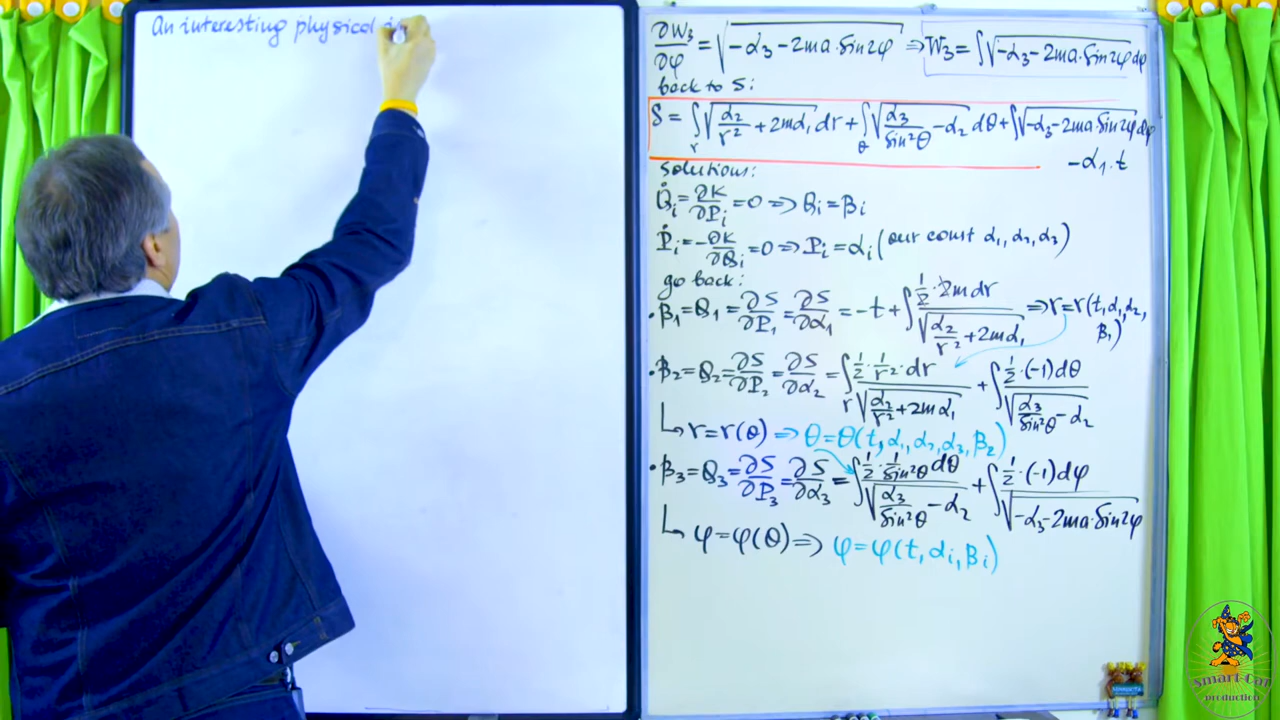 An interesting physical
∂W₃/∂φ = √(-α₃ - 2ma·Sin2φ) ⇒ W₃ = ∫√(-α₃ - 2ma·Sin2φ) dφ
back to S:
S = ∫_r √(α₂/r² + 2mα₁) dr + ∫_θ √(α₃/Sin²θ - α₂) dθ + ∫√(-α₃ - 2ma·Sin2φ) dφ
- α₁·t
solutions:
Q̇i = ∂K/∂Pi = 0 ⇒ Qi = βi
Ṗi = -∂K/∂Qi = 0 ⇒ Pi = αi (our const α₁, α₂, α₃)
go back:
• β₁ = Q₁ = ∂S/∂P₁ = ∂S/∂α₁ = -t + ∫ (1/2 · 2m dr)/√(α₂/r² + 2mα₁) ⇒ r = r(t, α₁, α₂, β₁)
• β₂ = Q₂ = ∂S/∂P₂ = ∂S/∂α₂ = ∫_r (1/2 · 1/r² · dr)/√(α₂/r² + 2mα₁) + ∫ (1/2 · (-1) dθ)/√(α₃/Sin²θ - α₂)
↳ r = r(θ) ⇒ θ = θ(t, α₁, α₂, α₃, β₂)
• β₃ = Q₃ = ∂S/∂P₃ = ∂S/∂α₃ = ∫ (1/2 · 1/Sin²θ dθ)/√(α₃/Sin²θ - α₂) + ∫ (1/2 · (-1) dφ)/√(-α₃ - 2ma·Sin2φ)
↳ φ = φ(θ) ⇒ φ = φ(t, αi, βi)
Smart Cat
production